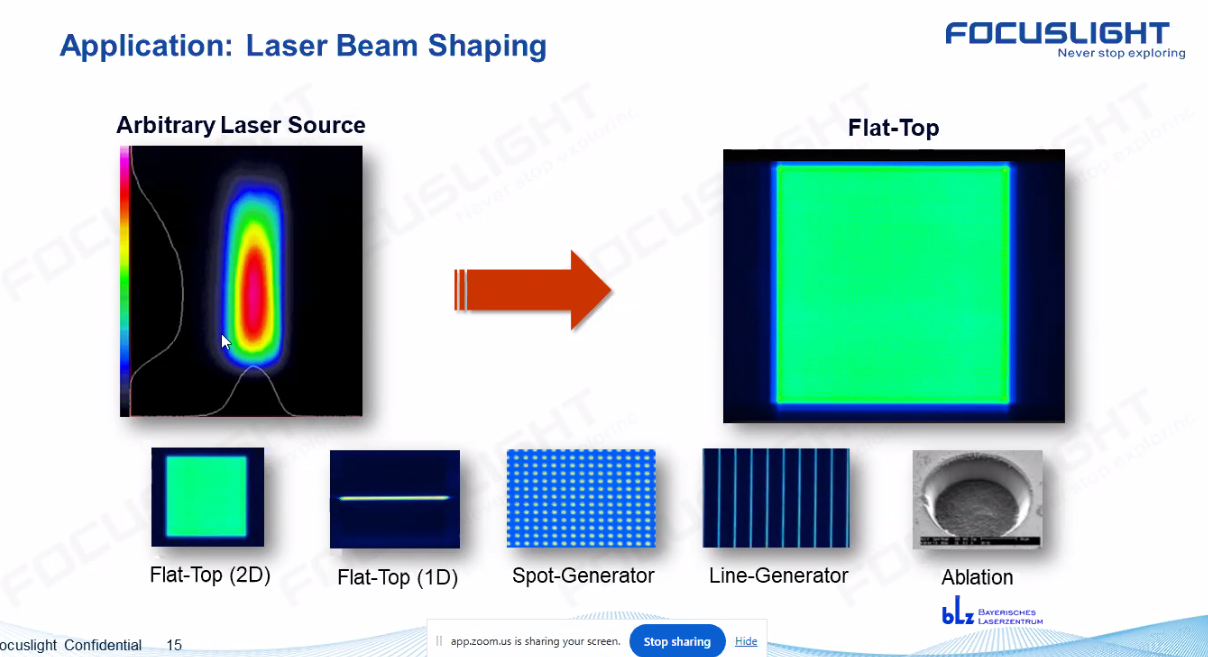 Application: Laser Beam Shaping
FOCUSLIGHT
Never stop exploring
Arbitrary Laser Source
Flat-Top
Flat-Top (2D)
Flat-Top (1D)
Spot-Generator
Line-Generator
Ablation
blz BAYERISCHES
LASERZENTRUM
ocuslight Confidential 15
app.zoom.us is sharing your screen. Stop sharing Hide